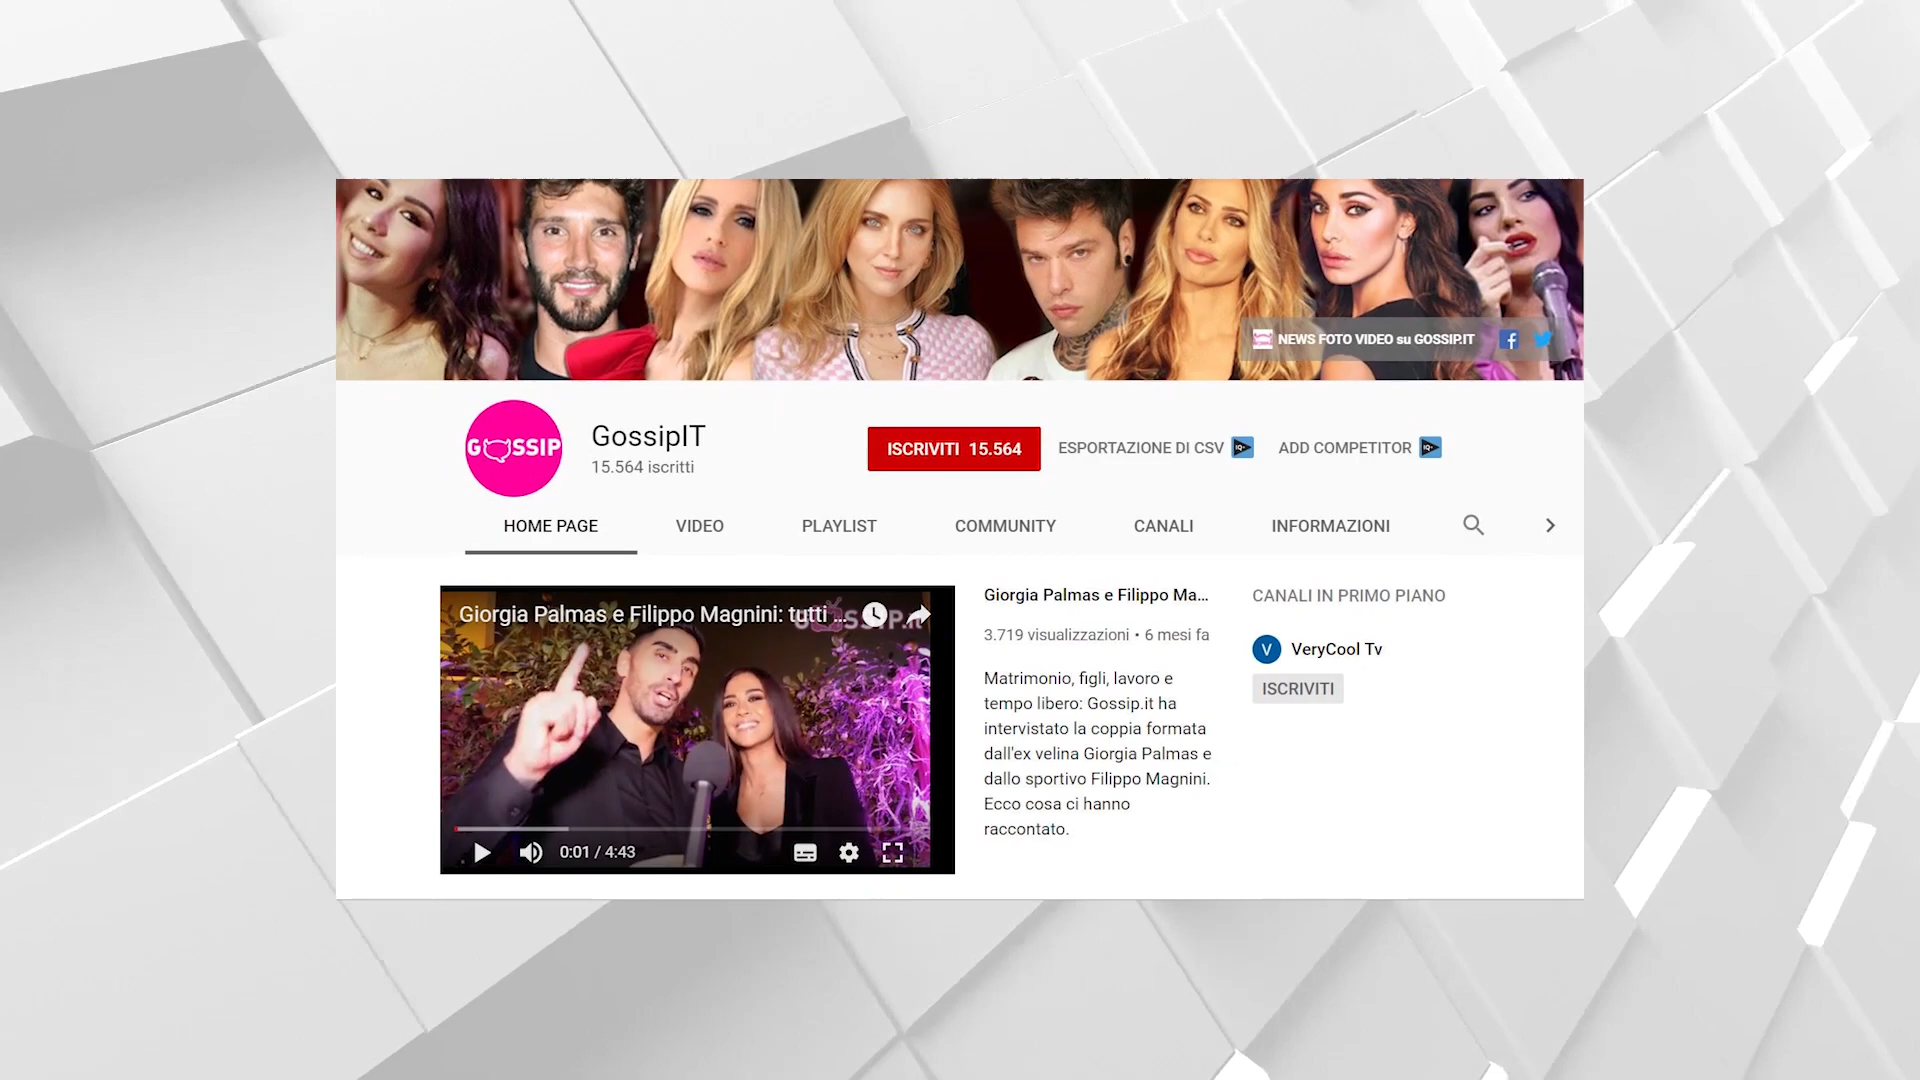 NEWS FOTO VIDEO su GOSSIP.IT
GOSSIP
GossipIT
15.564 iscritti
ISCRIVITI 15.564
ESPORTAZIONE DI CSV
ADD COMPETITOR
HOME PAGE
VIDEO
PLAYLIST
COMMUNITY
CANALI
INFORMAZIONI
Giorgia Palmas e Filippo Magnini: tutti ...
0:01 / 4:43
Giorgia Palmas e Filippo Ma...
3.719 visualizzazioni • 6 mesi fa
Matrimonio, figli, lavoro e
tempo libero: Gossip.it ha
intervistato la coppia formata
dall'ex velina Giorgia Palmas e
dallo sportivo Filippo Magnini.
Ecco cosa ci hanno
raccontato.
CANALI IN PRIMO PIANO
V VeryCool Tv
ISCRIVITI